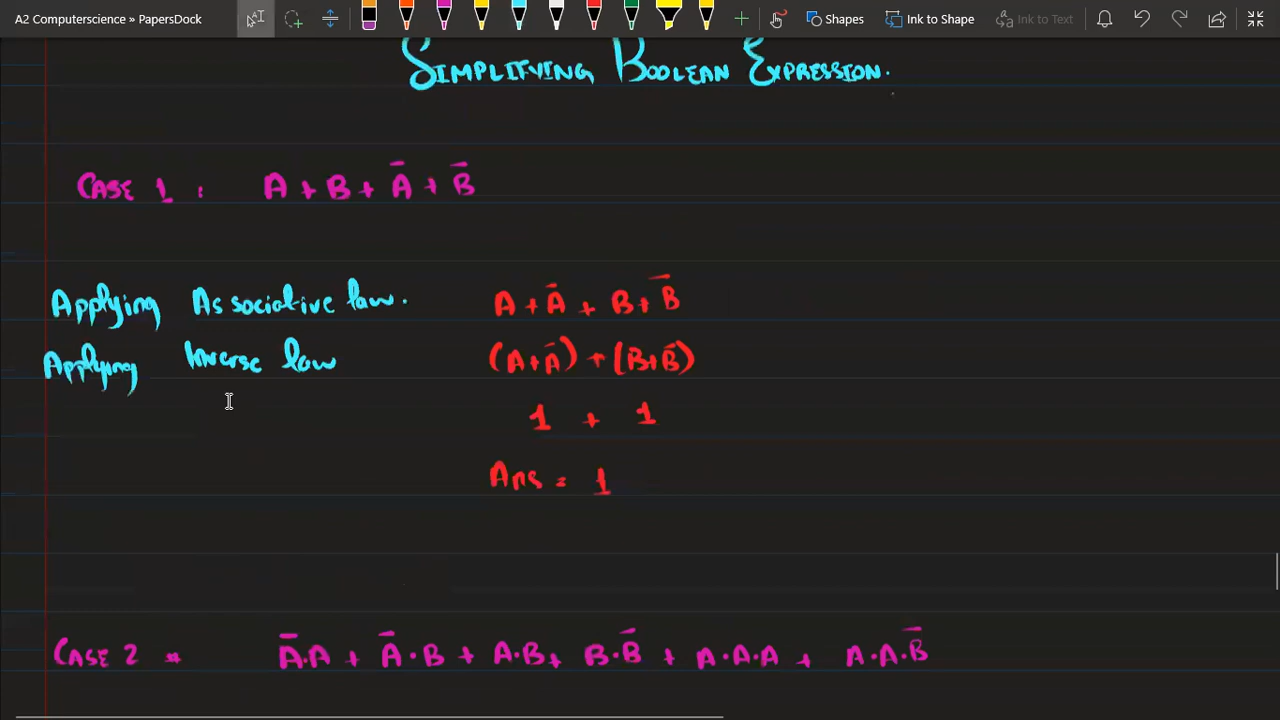 A2 Computerscience » PapersDock
Shapes
Ink to Shape
Ink to Text
SIMPLIFYING BOOLEAN EXPRESSION.
CASE 1 : A + B + A̅ + B̅
Applying Associative law. A + A̅ + B + B̅
Applying Inverse law (A + A̅) + (B + B̅)
1 + 1
Ans = 1
CASE 2 * A̅·A + A̅·B + A·B + B·B̅ + A·A·A + A·A·B̅